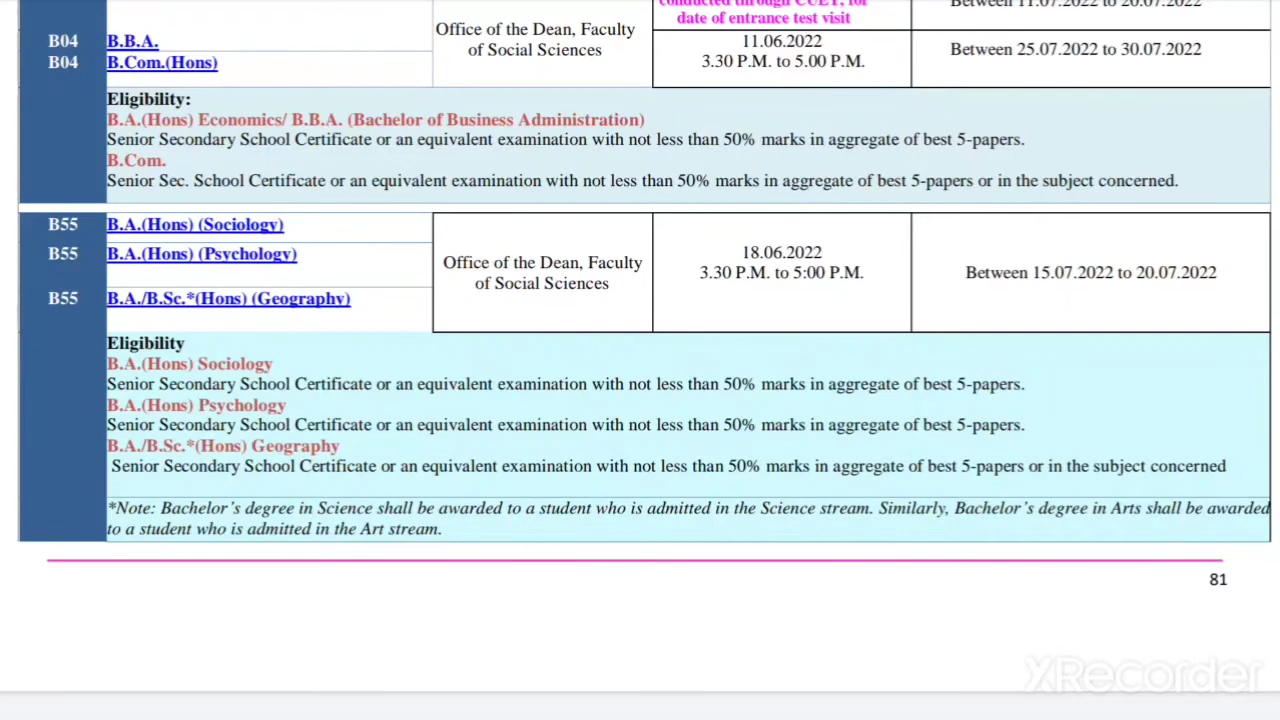 conducted through CUET, for
date of entrance test visit
Between 11.07.2022 to 20.07.2022
B04 B.B.A.
B04 B.Com.(Hons)
Office of the Dean, Faculty
of Social Sciences
11.06.2022
3.30 P.M. to 5.00 P.M.
Between 25.07.2022 to 30.07.2022
Eligibility:
B.A.(Hons) Economics/ B.B.A. (Bachelor of Business Administration)
Senior Secondary School Certificate or an equivalent examination with not less than 50% marks in aggregate of best 5-papers.
B.Com.
Senior Sec. School Certificate or an equivalent examination with not less than 50% marks in aggregate of best 5-papers or in the subject concerned.
B55 B.A.(Hons) (Sociology)
B55 B.A.(Hons) (Psychology)
B55 B.A./B.Sc.*(Hons) (Geography)
Office of the Dean, Faculty
of Social Sciences
18.06.2022
3.30 P.M. to 5:00 P.M.
Between 15.07.2022 to 20.07.2022
Eligibility
B.A.(Hons) Sociology
Senior Secondary School Certificate or an equivalent examination with not less than 50% marks in aggregate of best 5-papers.
B.A.(Hons) Psychology
Senior Secondary School Certificate or an equivalent examination with not less than 50% marks in aggregate of best 5-papers.
B.A./B.Sc.*(Hons) Geography
Senior Secondary School Certificate or an equivalent examination with not less than 50% marks in aggregate of best 5-papers or in the subject concerned
*Note: Bachelor's degree in Science shall be awarded to a student who is admitted in the Science stream. Similarly, Bachelor's degree in Arts shall be awarded
to a student who is admitted in the Art stream.
81
XRecorder